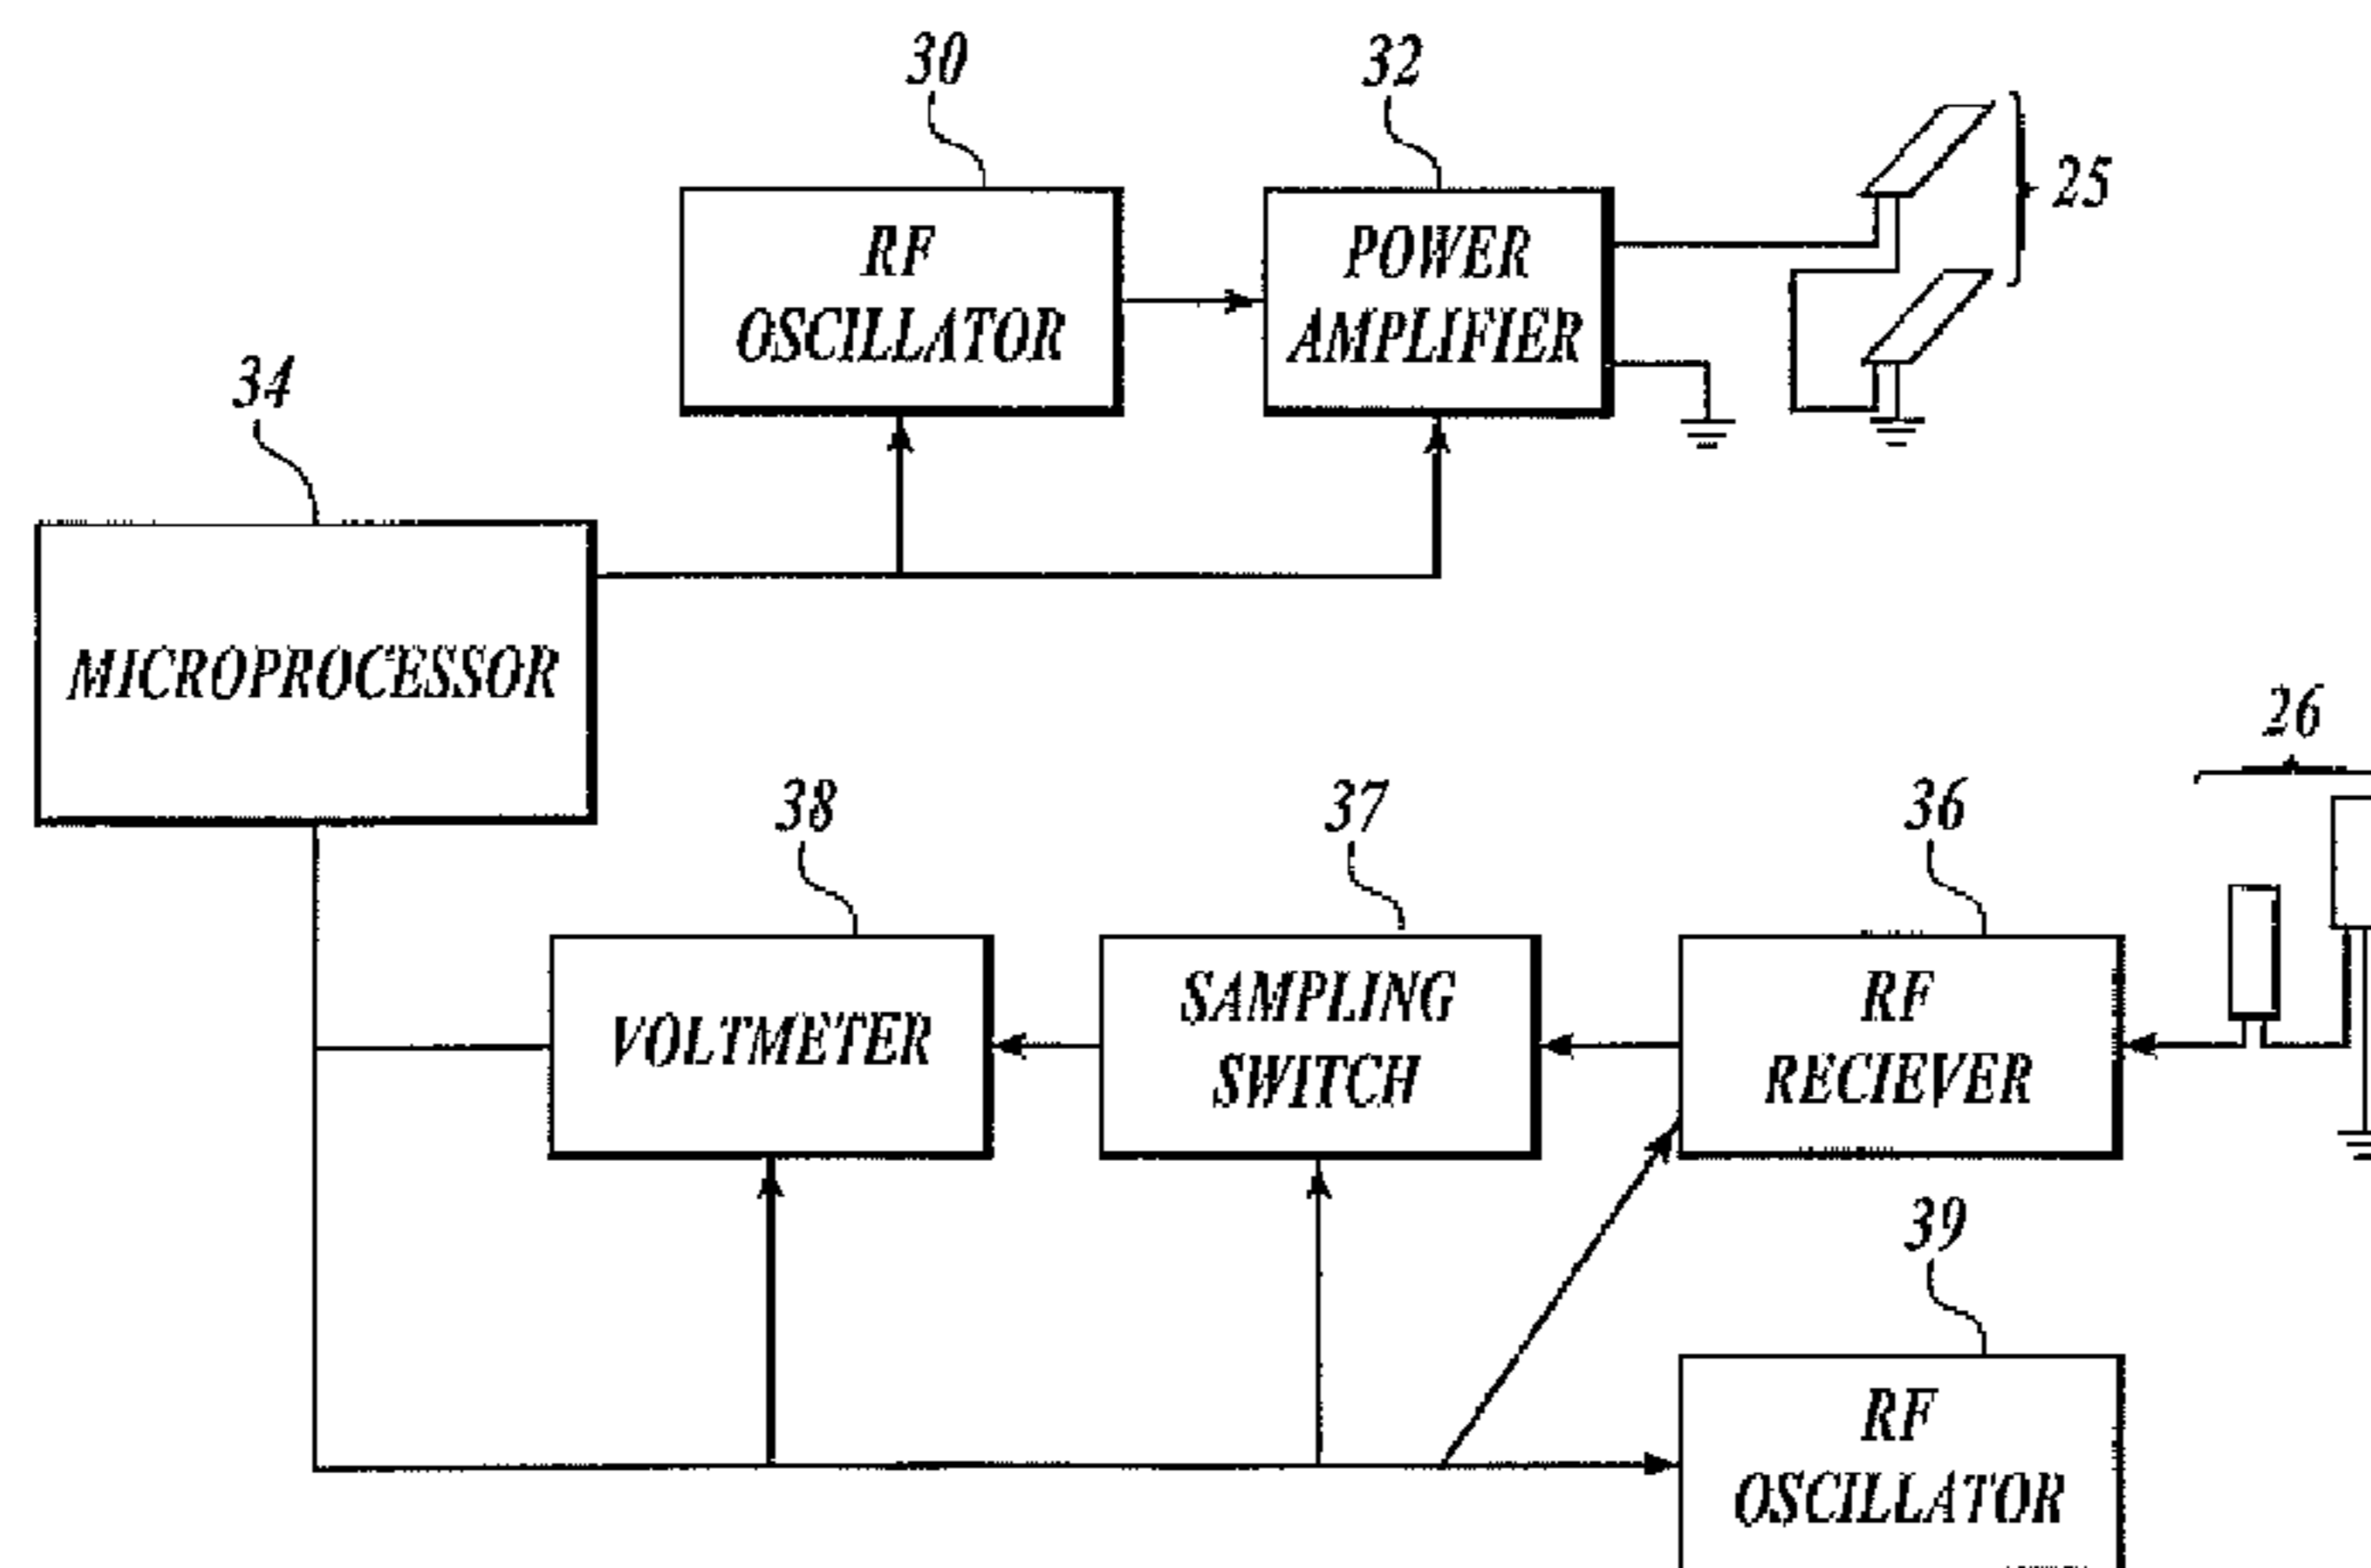 30
32
RF
OSCILLATOR
POWER
AMPLIFIER
25
34
MICROPROCESSOR
26
38
37
36
VOLTMETER
SAMPLING
SWITCH
RF
RECIEVER
39
RF
OSCILLATOR